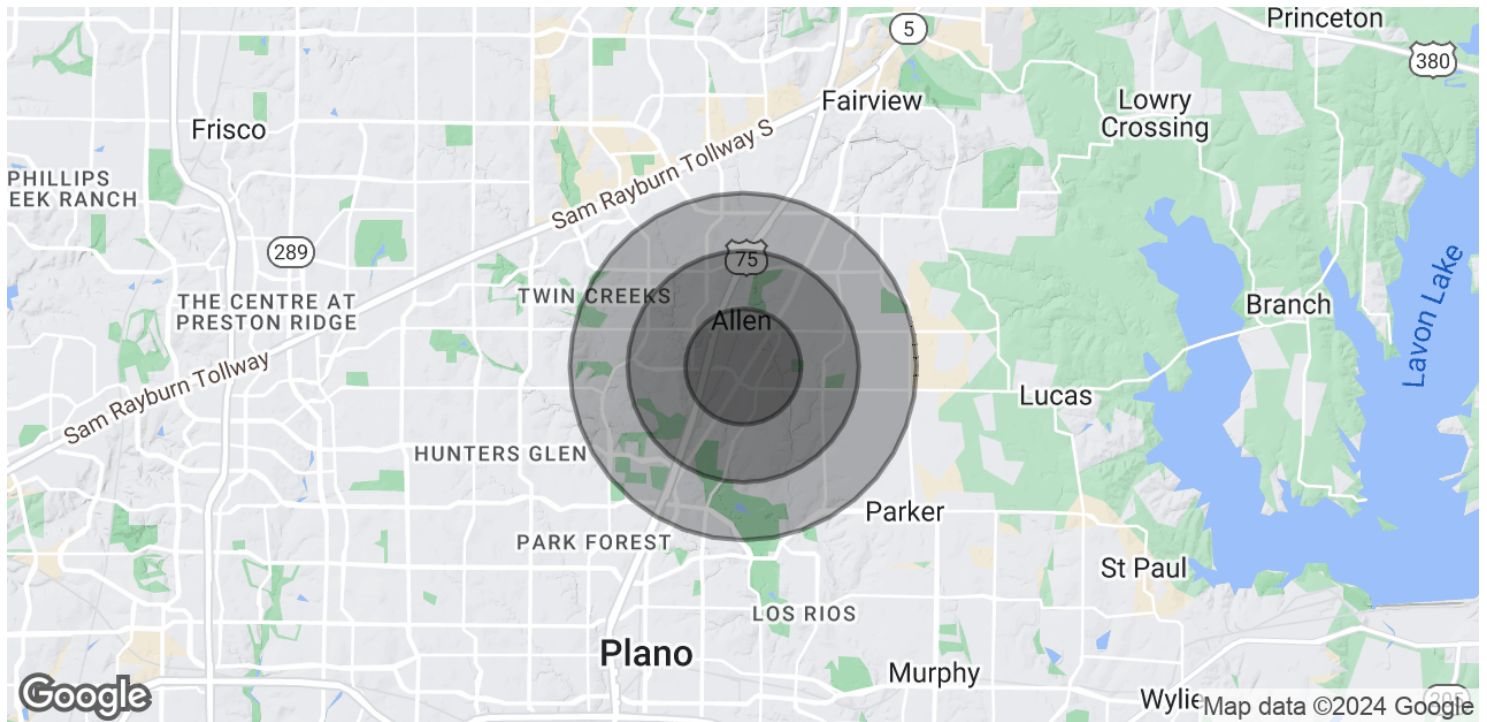 Princeton
5
380
Fairview
Lowry
Crossing
Frisco
Sam Rayburn Tollway S
PHILLIPS
EEK RANCH
289
75
TWIN CREEKS
THE CENTRE AT
PRESTON RIDGE
Allen
Branch
Lavon Lake
Sam Rayburn Tollway
Lucas
HUNTERS GLEN
Parker
PARK FOREST
St Paul
LOS RIOS
Plano
Murphy
Wylie
205
Google
Map data ©2024 Google